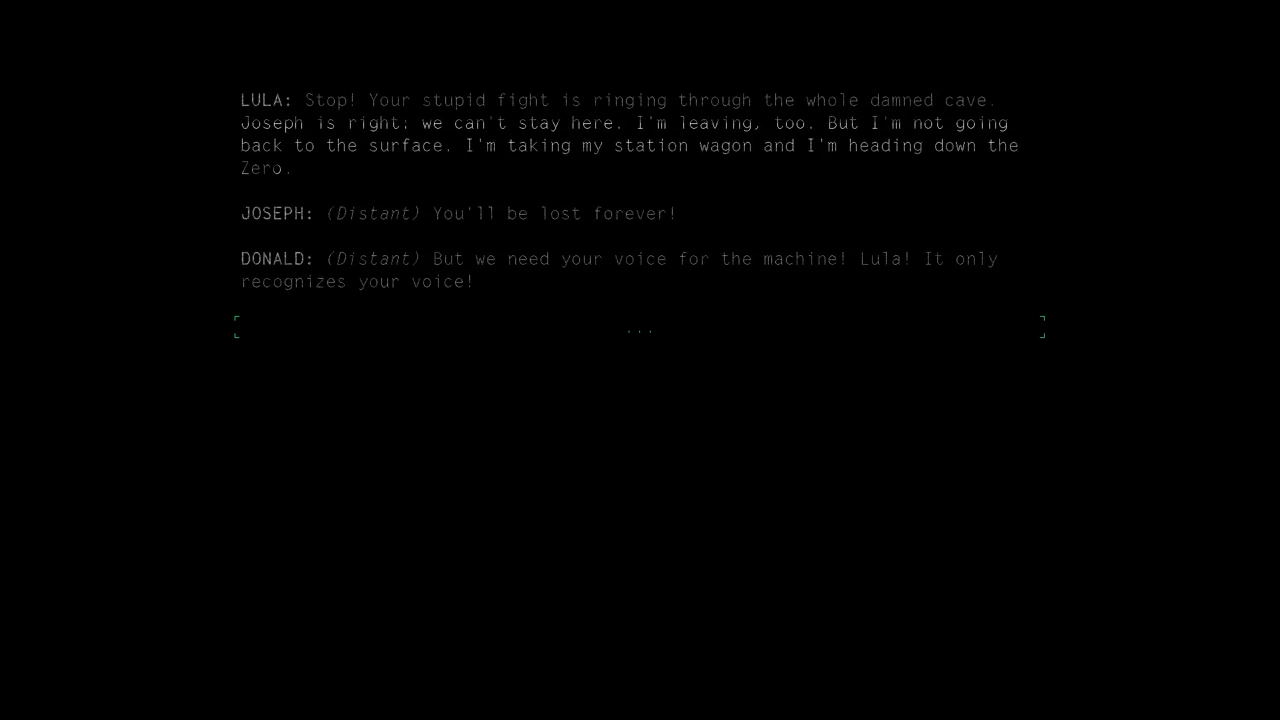 LULA: Stop! Your stupid fight is ringing through the whole damned cave.
Joseph is right: we can't stay here. I'm leaving, too. But I'm not going
back to the surface. I'm taking my station wagon and I'm heading down the
Zero.
JOSEPH: (Distant) You'll be lost forever!
DONALD: (Distant) But we need your voice for the machine! Lula! It only
recognizes your voice!
...